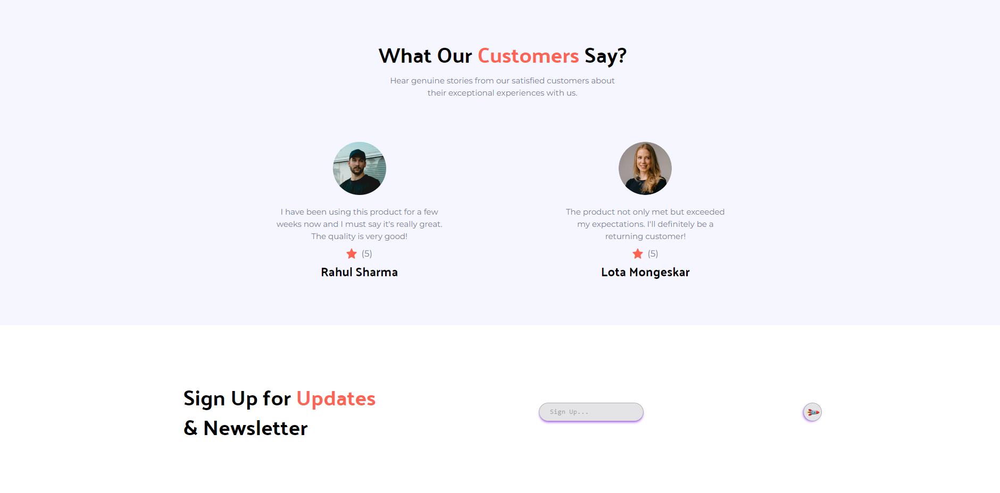 What Our Customers Say?
Hear genuine stories from our satisfied customers about
their exceptional experiences with us.
I have been using this product for a few
weeks now and I must say it's really great.
The quality is very good!
(5)
Rahul Sharma
The product not only met but exceeded
my expectations. I'll definitely be a
returning customer!
(5)
Lota Mongeskar
Sign Up for Updates
& Newsletter
Sign Up...